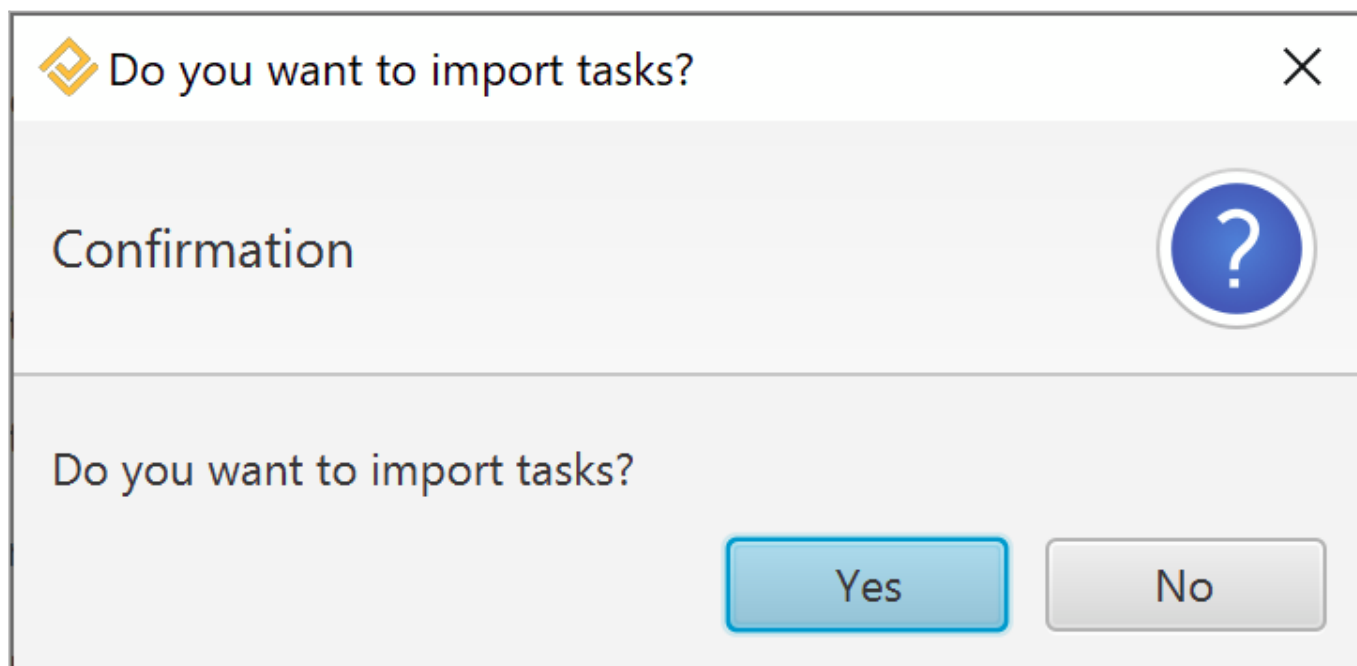 Do you want to import tasks?
Confirmation
?
Do you want to import tasks?
Yes No